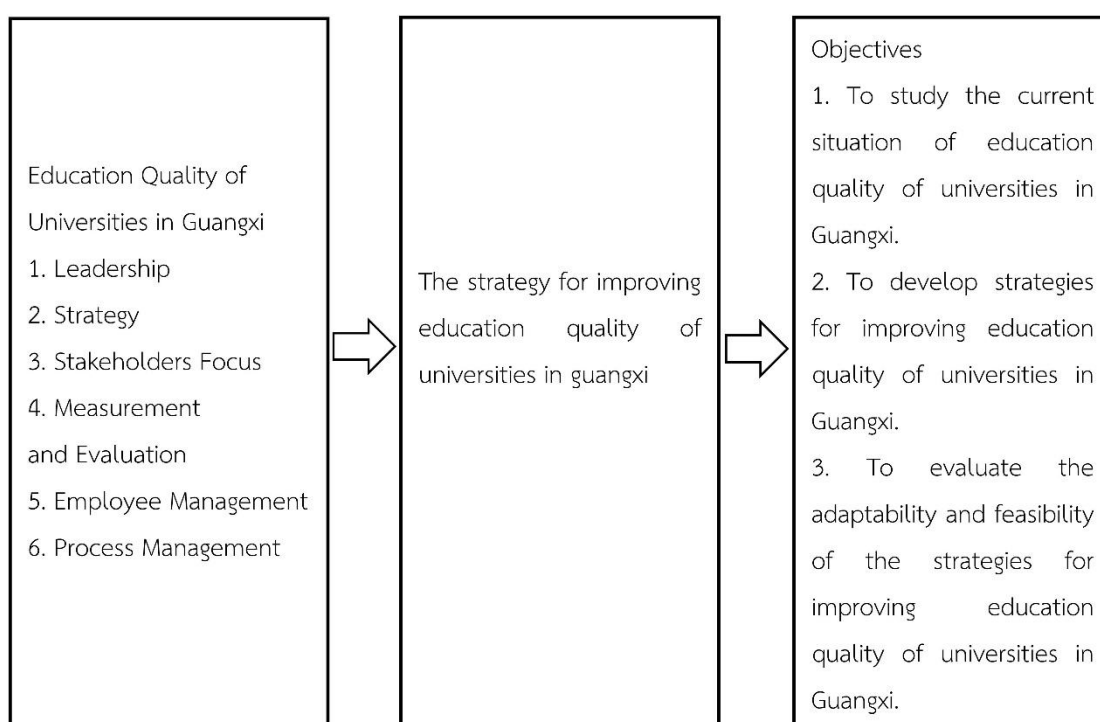 Education Quality of
Universities in Guangxi
1. Leadership
2. Strategy
3. Stakeholders Focus
4. Measurement
and Evaluation
5. Employee Management
6. Process Management
The strategy for improving
education quality of
universities in guangxi
Objectives
1. To study the current
situation of education
quality of universities in
Guangxi.
2. To develop strategies
for improving education
quality of universities in
Guangxi.
3. To evaluate the
adaptability and feasibility
of the strategies for
improving education
quality of universities in
Guangxi.